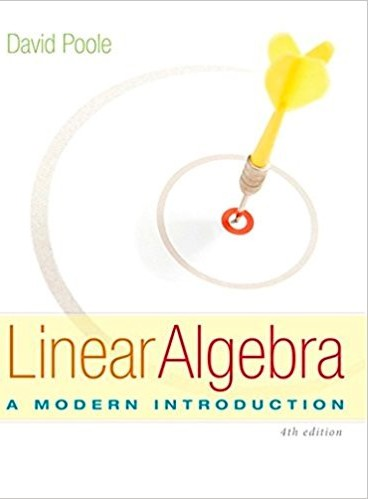 David Poole
Linear Algebra
A MODERN INTRODUCTION
4th edition